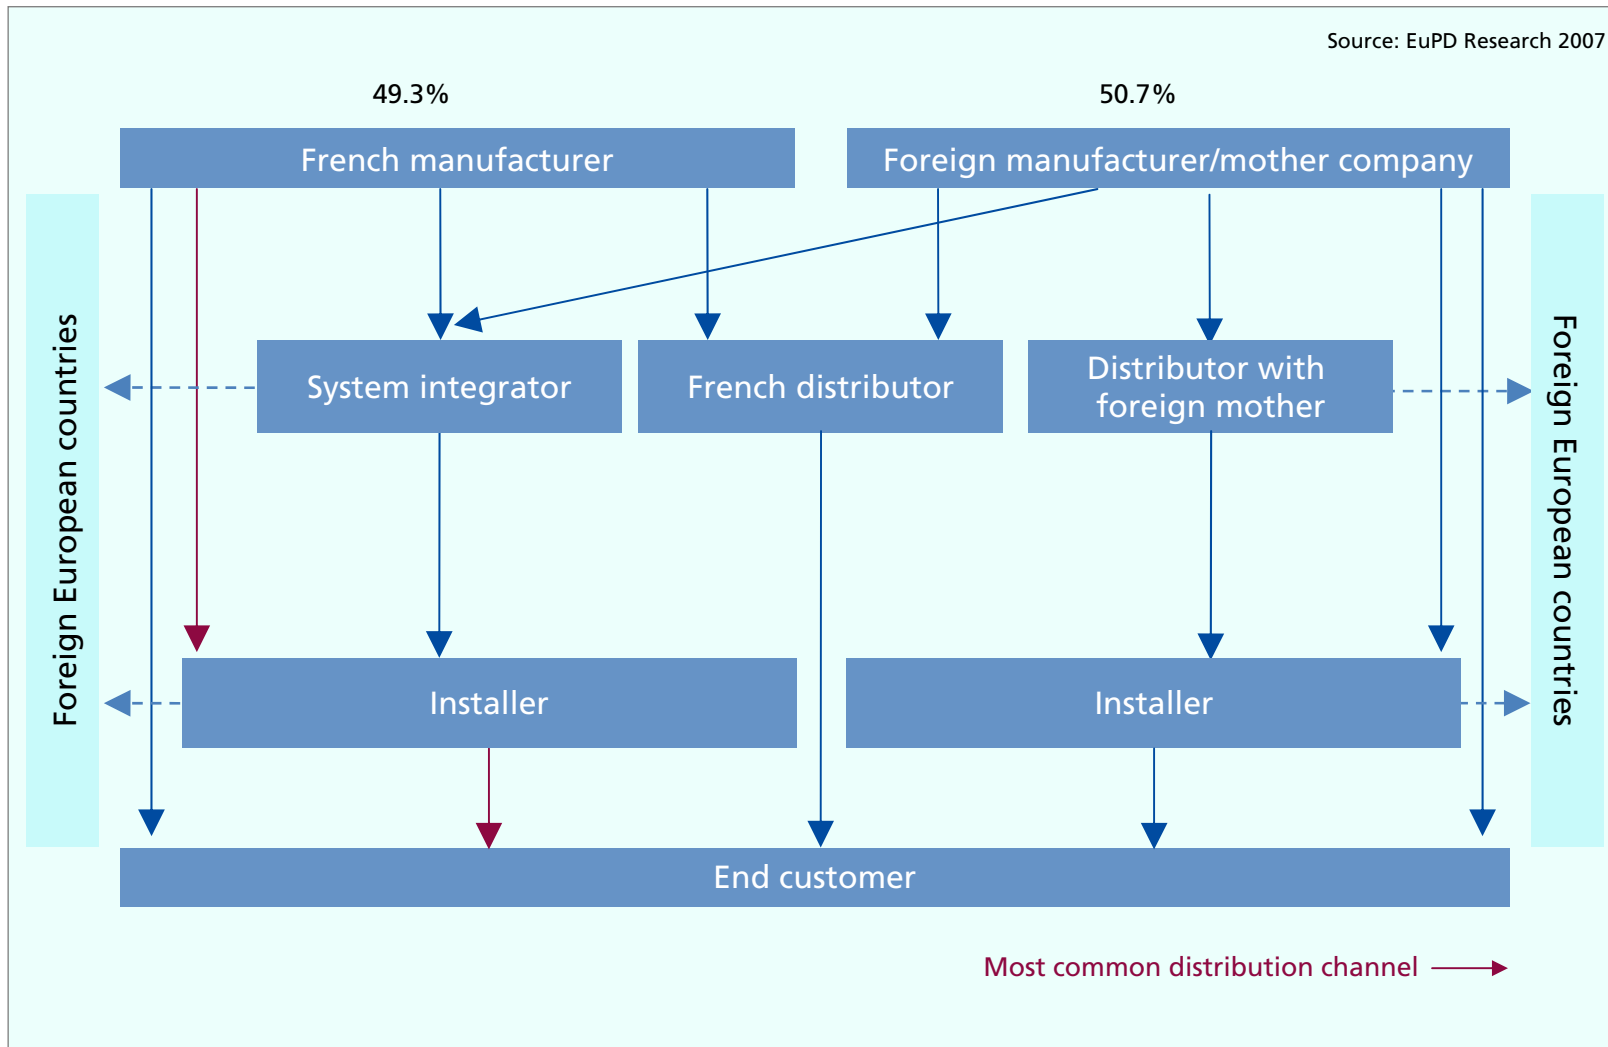 Source: EuPD Research 2007
49.3%
50.7%
French manufacturer
Foreign manufacturer/mother company
Foreign European countries
System integrator
French distributor
Distributor with
foreign mother
Foreign European countries
Installer
Installer
End customer
Most common distribution channel